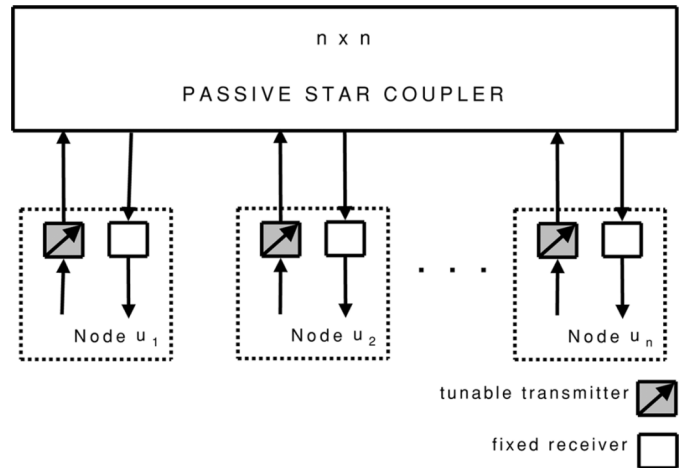 n x n
PASSIVE STAR COUPLER
. . .
Node u1
Node u2
Node un
tunable transmitter
fixed receiver